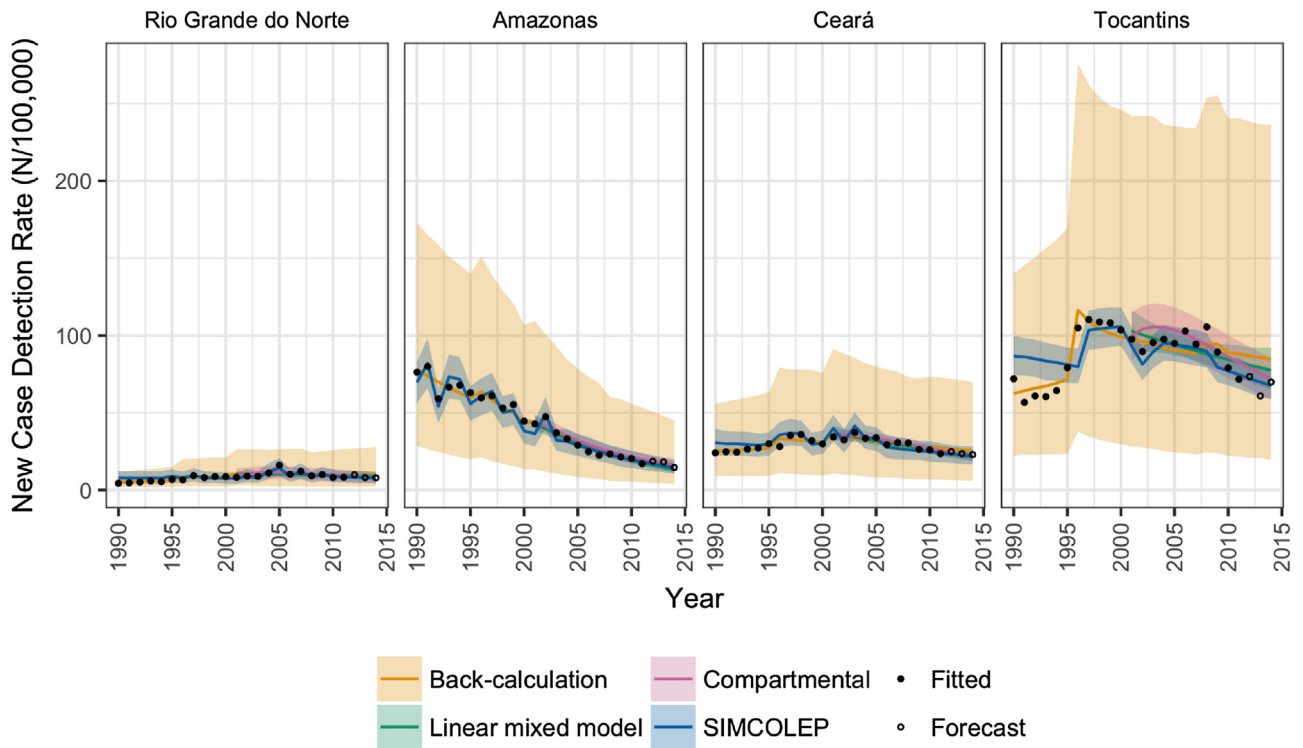 Rio Grande do Norte Amazonas Ceará Tocantins
New Case Detection Rate (N/100,000)
200
100
0
1990 1995 2000 2005 2010 2015 1990 1995 2000 2005 2010 2015 1990 1995 2000 2005 2010 2015 1990 1995 2000 2005 2010 2015
Year
Back-calculation Compartmental Fitted
Linear mixed model SIMCOLEP Forecast